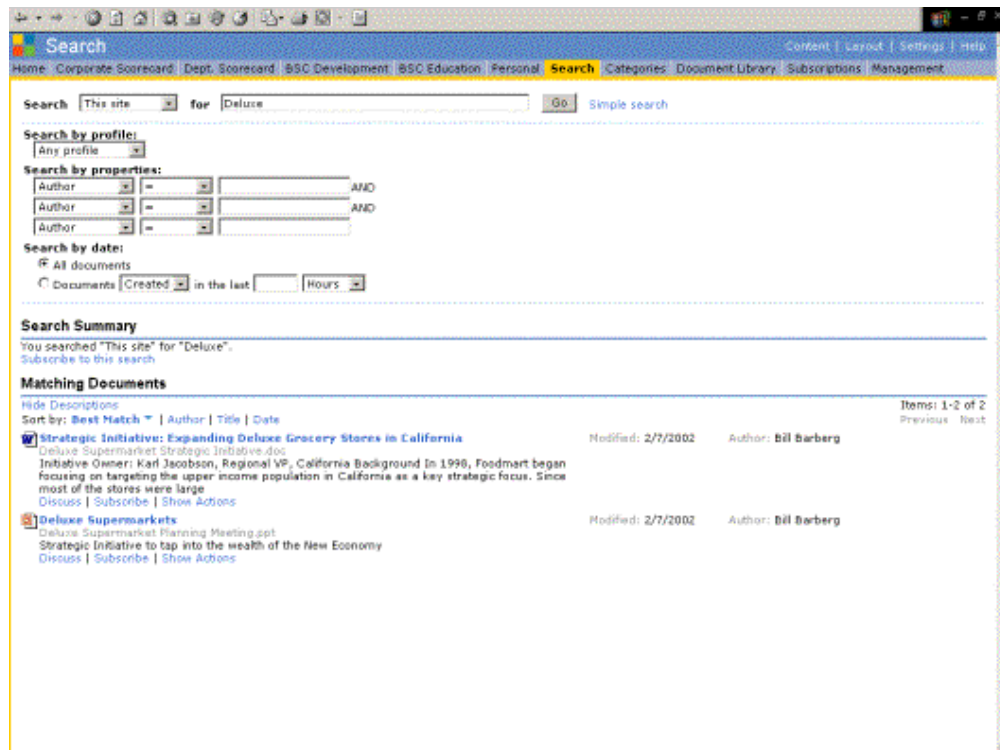 Search
Content | Layout | Settings | Help
Home Corporate Scorecard Dept. Scorecard BSC Development BSC Education Personal Search Categories Document Library Subscriptions Management
Search This site for Deluxe Go Simple search
Search by profile:
Any profile
Search by properties:
Author = AND
Author = AND
Author =
Search by date:
All documents
Documents Created in the last Hours
Search Summary
You searched "This site" for "Deluxe".
Subscribe to this search
Matching Documents
Hide Descriptions Items: 1-2 of 2
Sort by: Best Match | Author | Title | Date Previous Next
Strategic Initiative: Expanding Deluxe Grocery Stores in California Modified: 2/7/2002 Author: Bill Barberg
Deluxe Supermarket Strategic Initiative.doc
Initiative Owner: Karl Jacobson, Regional VP, California Background In 1998, Foodmart began
focusing on targeting the upper income population in California as a key strategic focus. Since
most of the stores were large
Discuss | Subscribe | Show Actions
Deluxe Supermarkets Modified: 2/7/2002 Author: Bill Barberg
Deluxe Supermarket Planning Meeting.ppt
Strategic Initiative to tap into the wealth of the New Economy
Discuss | Subscribe | Show Actions